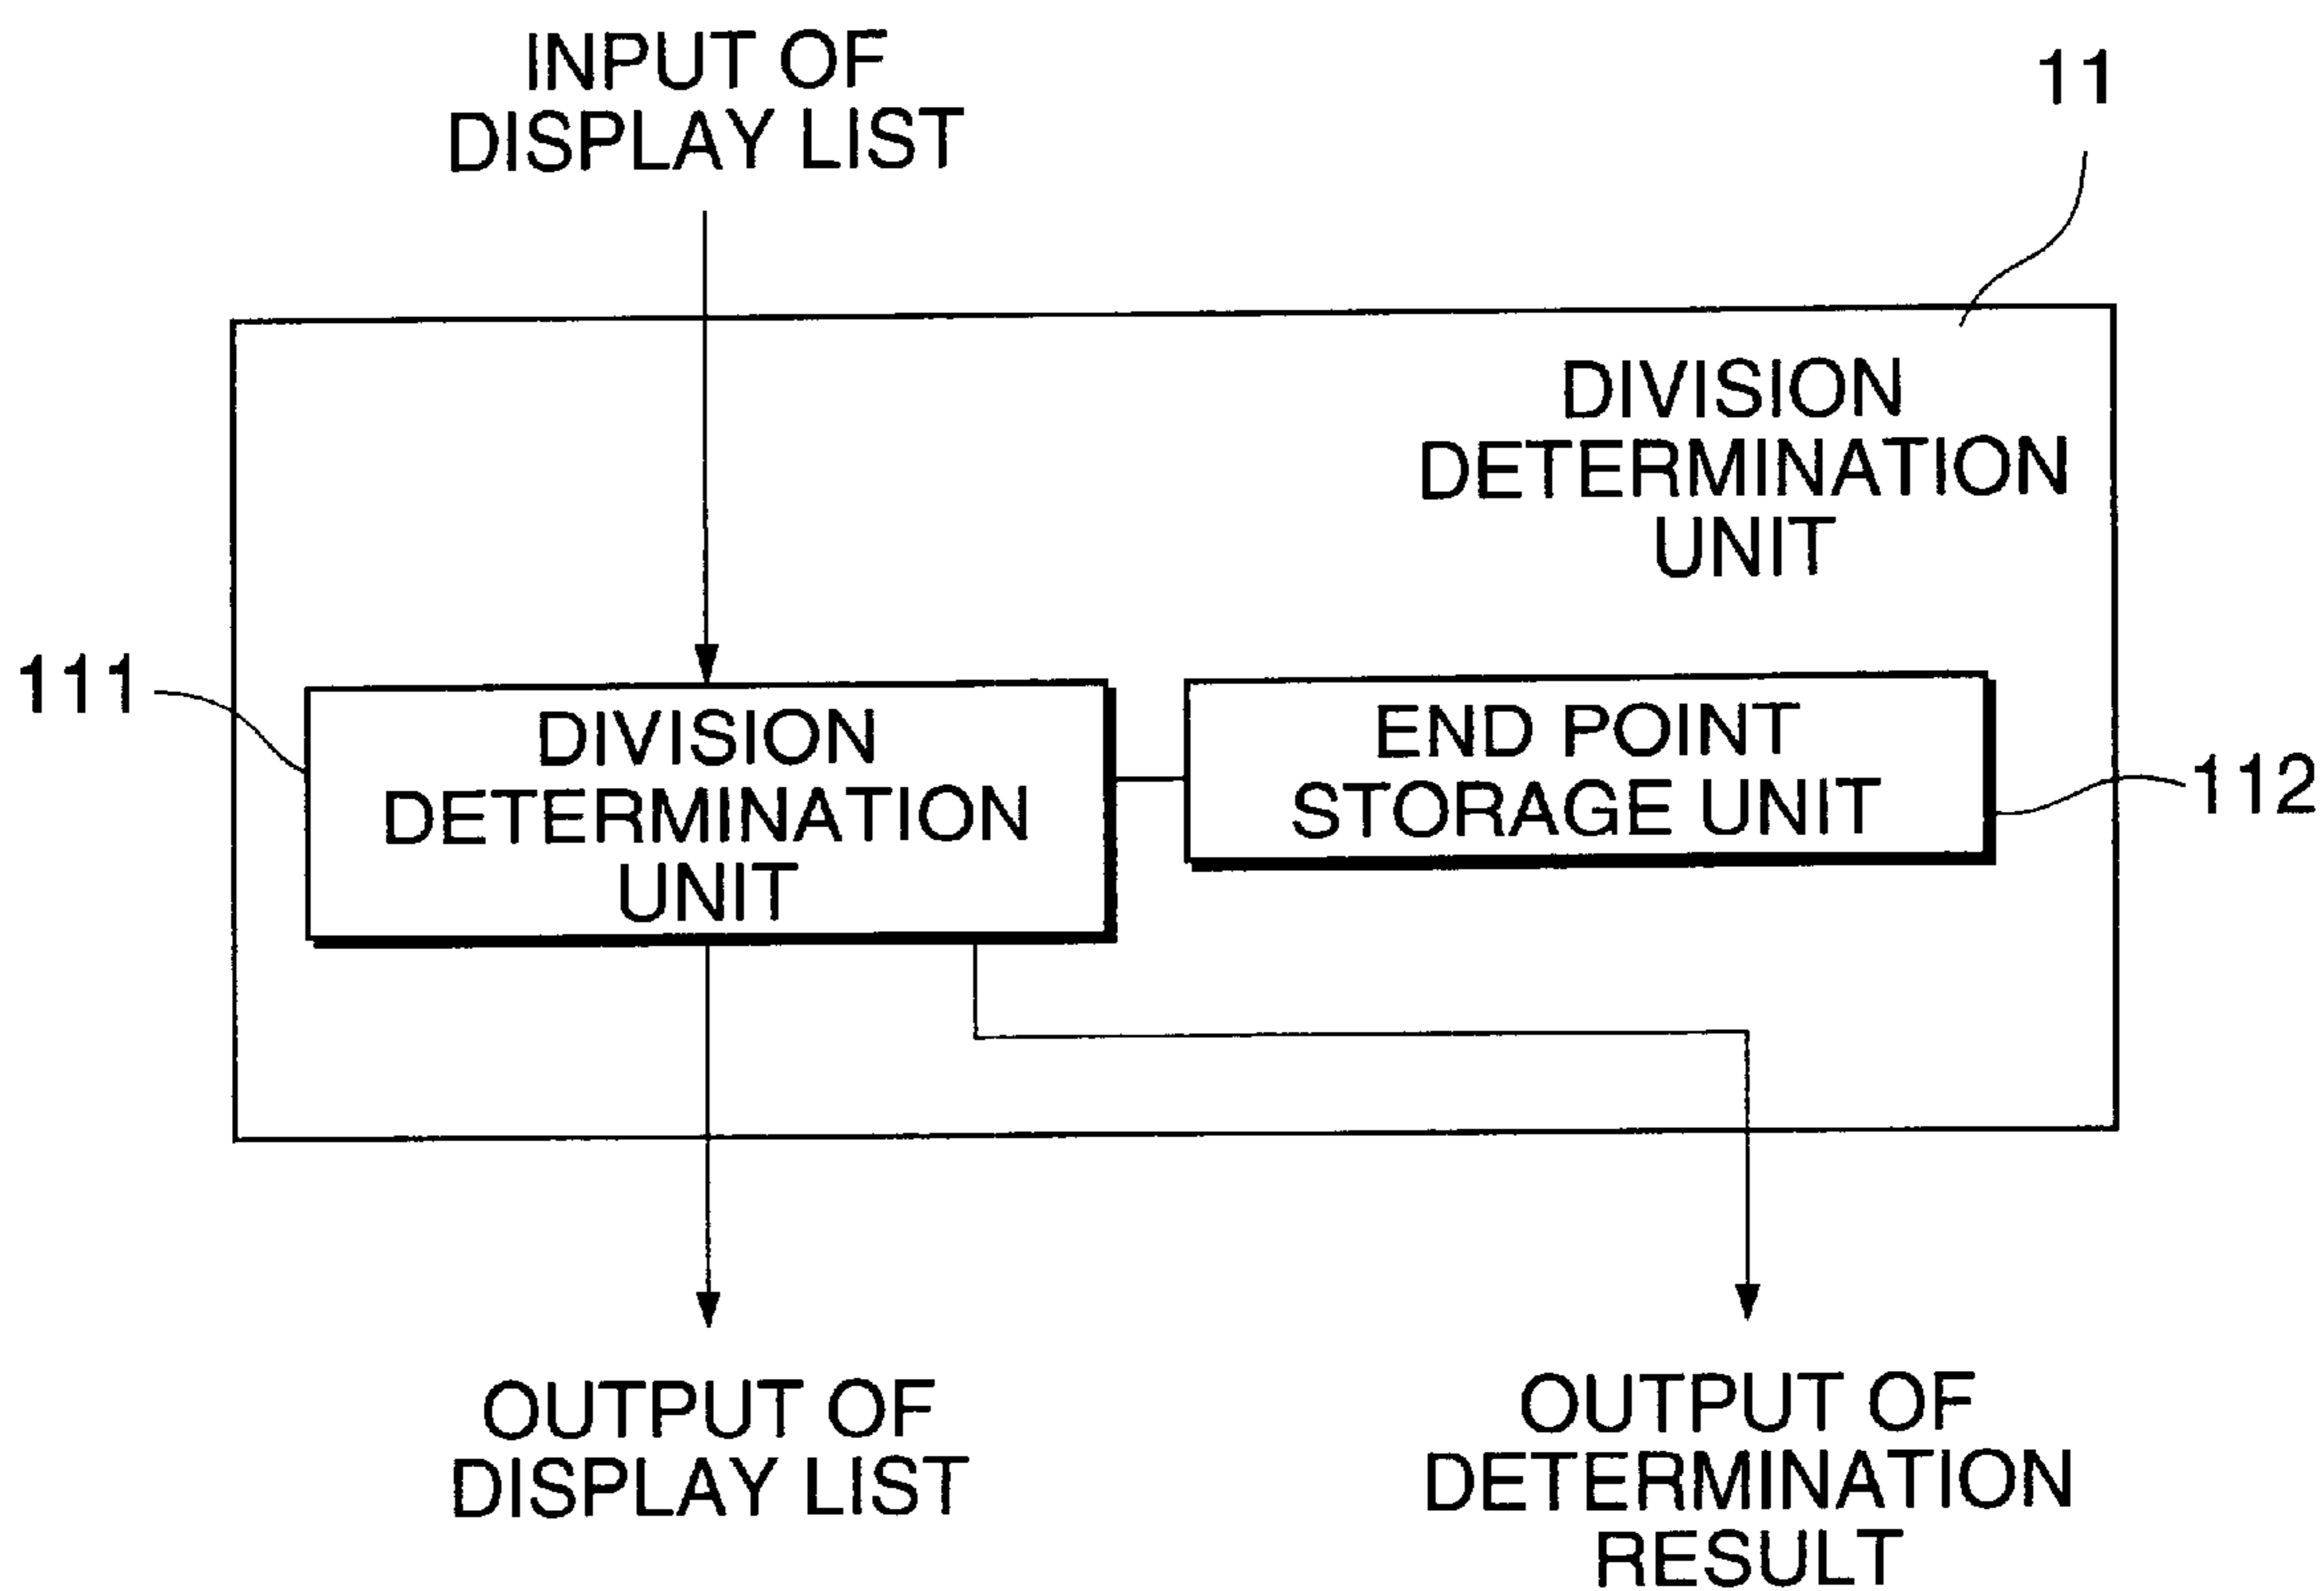 INPUT OF
DISPLAY LIST
11
DIVISION
DETERMINATION
UNIT
111
DIVISION
DETERMINATION
UNIT
END POINT
STORAGE UNIT
112
OUTPUT OF
DISPLAY LIST
OUTPUT OF
DETERMINATION
RESULT